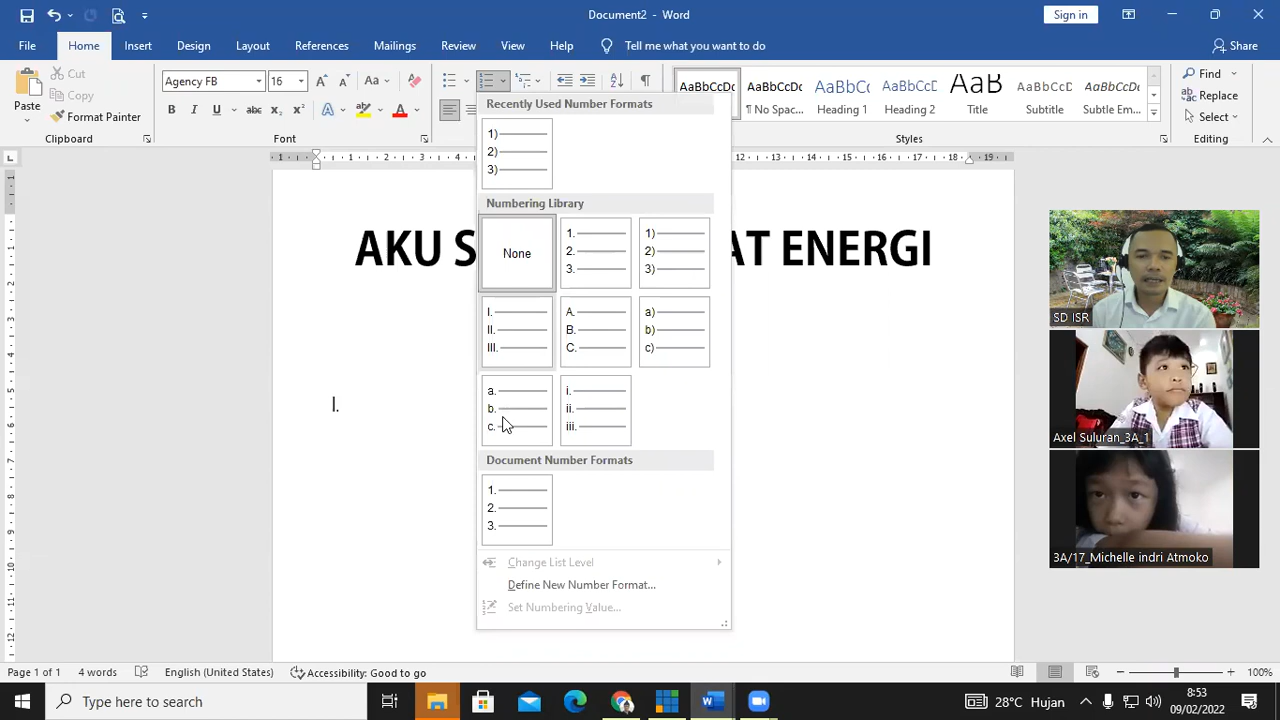 Document2 - Word
Sign in
File Home Insert Design Layout References Mailings Review View Help Tell me what you want to do Share
Paste
Cut
Copy
Format Painter
Clipboard
Agency FB 16
Font
AaBbCcDc
¶ No Spac...
AaBbCc
Heading 1
AaBbCcC
Heading 2
AaB
Title
AaBbCcC
Subtitle
AaBbCcDc
Subtle Em...
Styles
Find
Replace
Select
Editing
Recently Used Number Formats
1)
2)
3)
Numbering Library
None
1.
2.
3.
1)
2)
3)
I.
II.
III.
A.
B.
C.
a)
b)
c)
a.
b.
c.
i.
ii.
iii.
Document Number Formats
1.
2.
3.
Change List Level
Define New Number Format...
Set Numbering Value...
AKU S AT ENERGI
I.
SD ISR
Axel Suluran_3A_1
3A/17_Michelle indri Atmoko
Page 1 of 1 4 words English (United States) Accessibility: Good to go 100%
Type here to search
28°C Hujan
8:53
09/02/2022